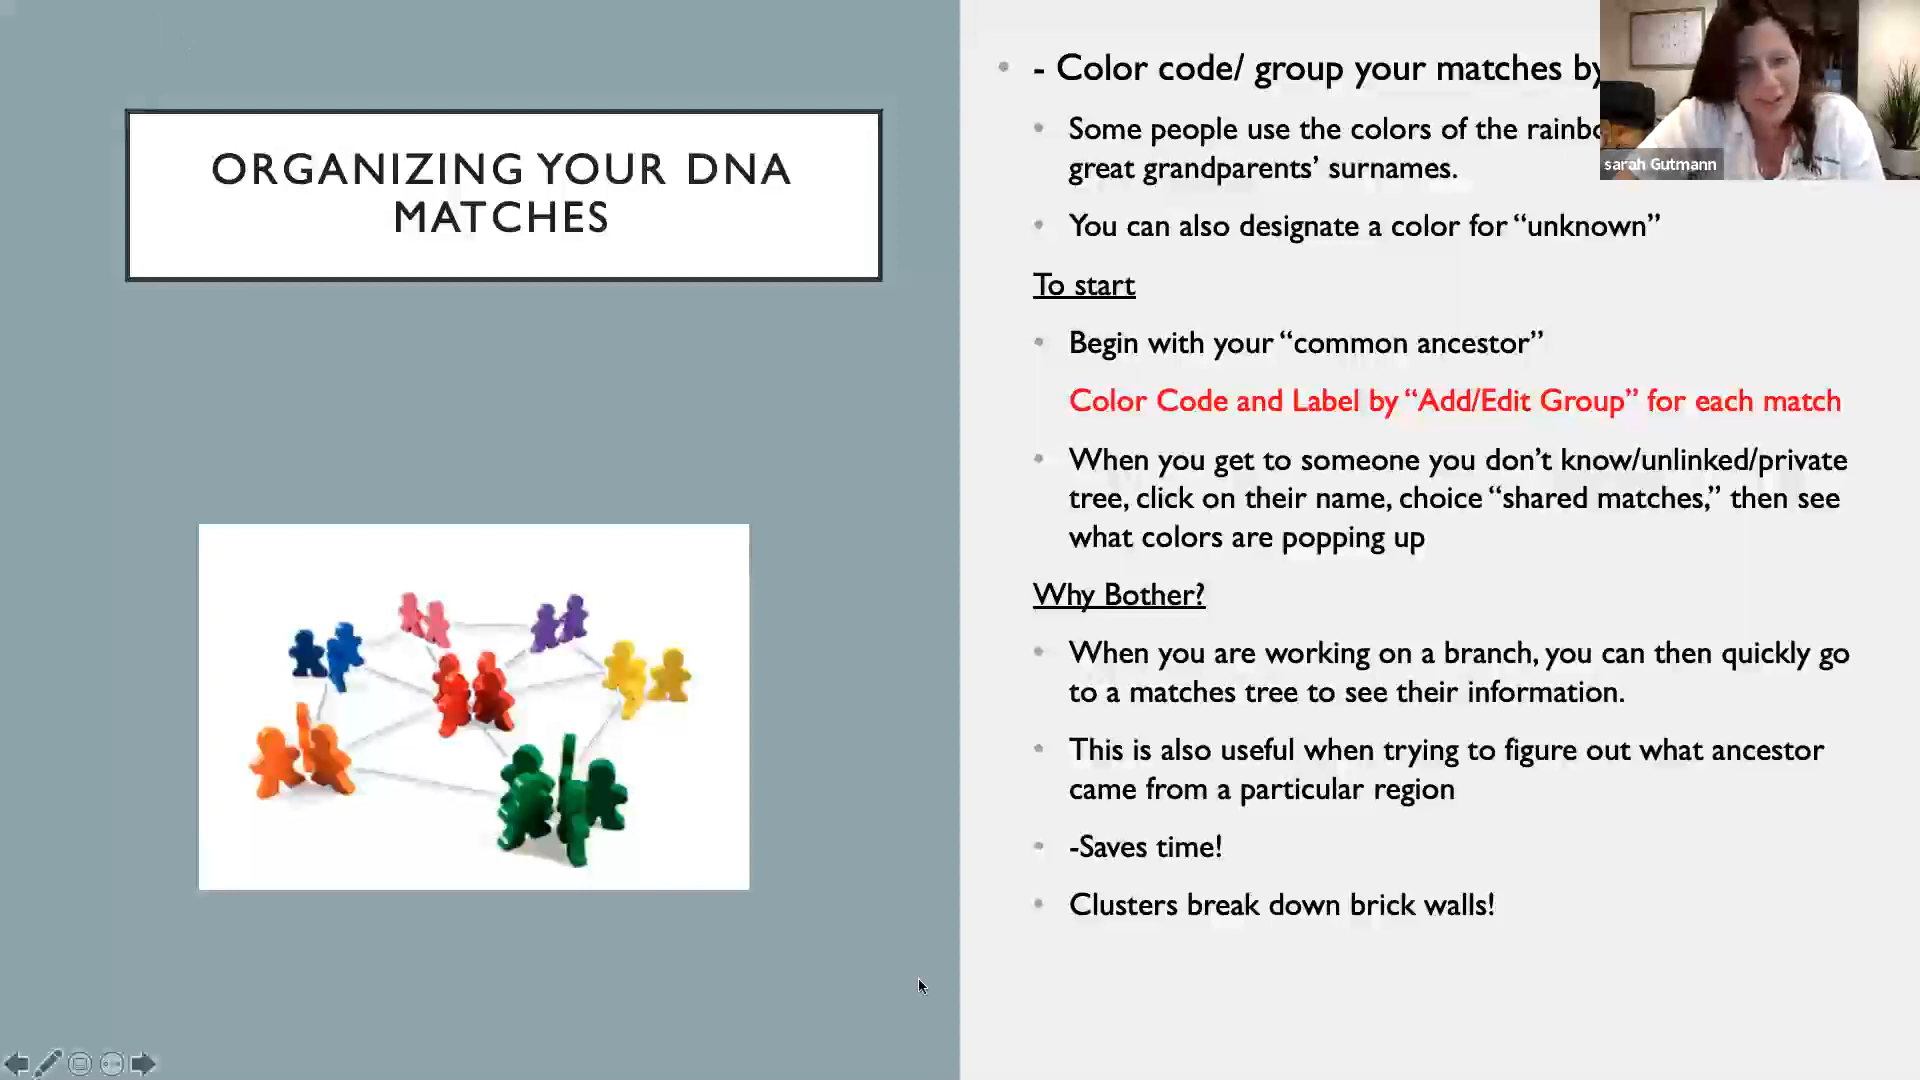 ORGANIZING YOUR DNA
MATCHES
- Color code/ group your matches by
Some people use the colors of the
great grandparents’ surnames.
You can also designate a color for “unknown”
To start
Begin with your “common ancestor”
Color Code and Label by “Add/Edit Group” for each match
When you get to someone you don’t know/unlinked/private
tree, click on their name, choice “shared matches,” then see
what colors are popping up
Why Bother?
When you are working on a branch, you can then quickly go
to a matches tree to see their information.
This is also useful when trying to figure out what ancestor
came from a particular region
-Saves time!
Clusters break down brick walls!
sarah Gutmann